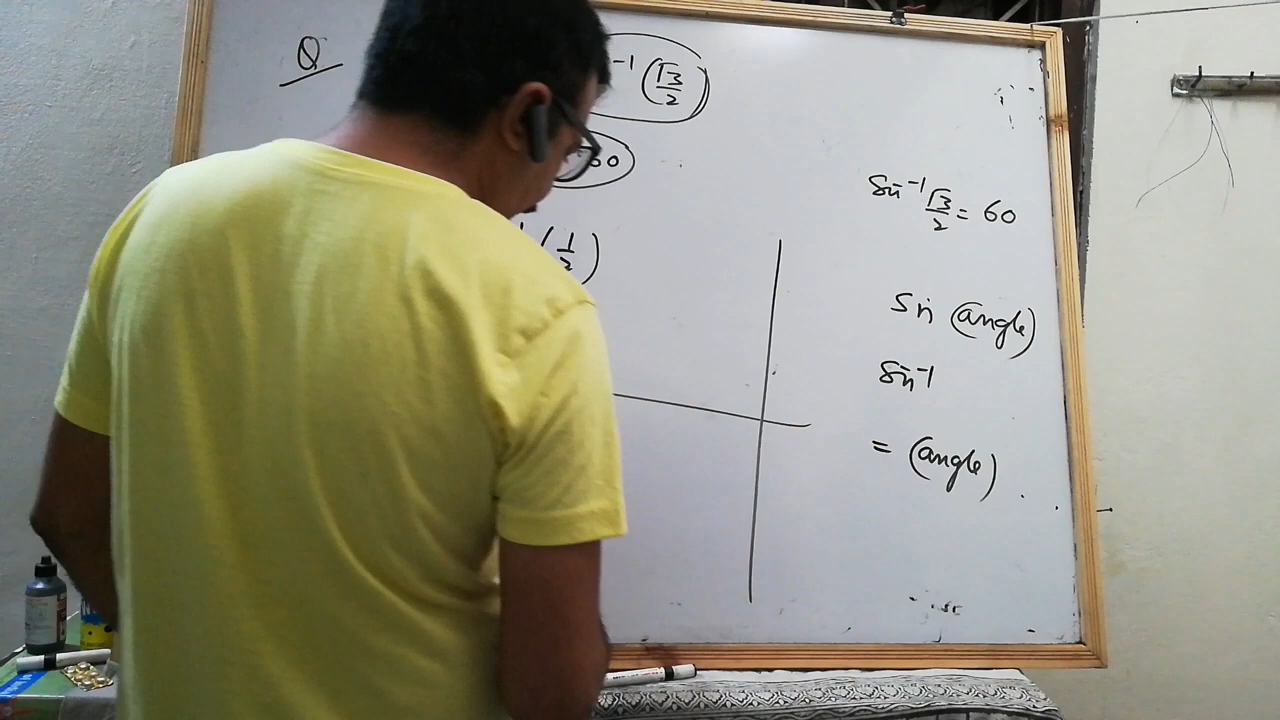 Q
-1 (√3/2)
60
(1/2)
Sin -1 √3/2 = 60
Sin (angle)
Sin -1
= (angle)